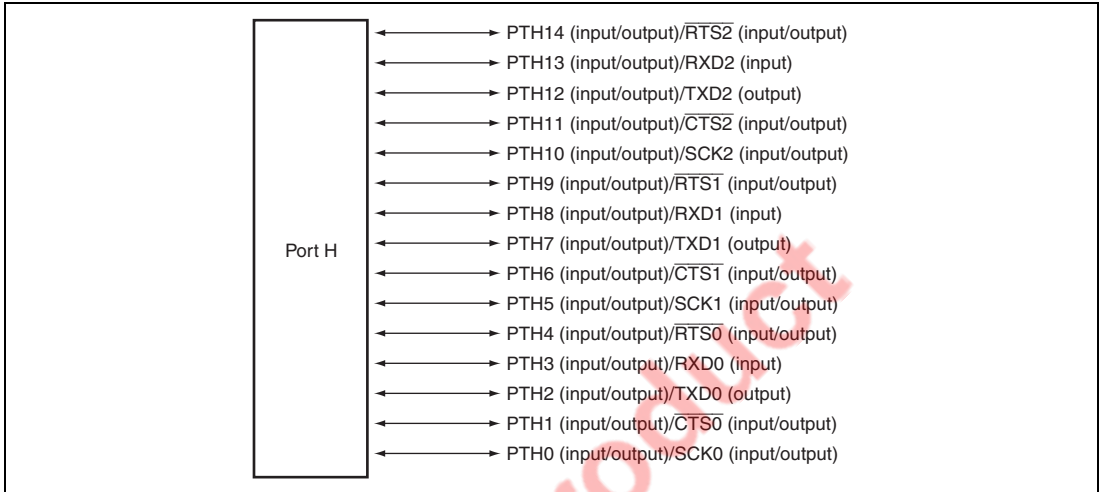 PTH14 (input/output)/RTS2 (input/output)
PTH13 (input/output)/RXD2 (input)
PTH12 (input/output)/TXD2 (output)
PTH11 (input/output)/CTS2 (input/output)
PTH10 (input/output)/SCK2 (input/output)
PTH9 (input/output)/RTS1 (input/output)
PTH8 (input/output)/RXD1 (input)
Port H
PTH7 (input/output)/TXD1 (output)
PTH6 (input/output)/CTS1 (input/output)
PTH5 (input/output)/SCK1 (input/output)
PTH4 (input/output)/RTS0 (input/output)
PTH3 (input/output)/RXD0 (input)
PTH2 (input/output)/TXD0 (output)
PTH1 (input/output)/CTS0 (input/output)
PTH0 (input/output)/SCK0 (input/output)
roduct